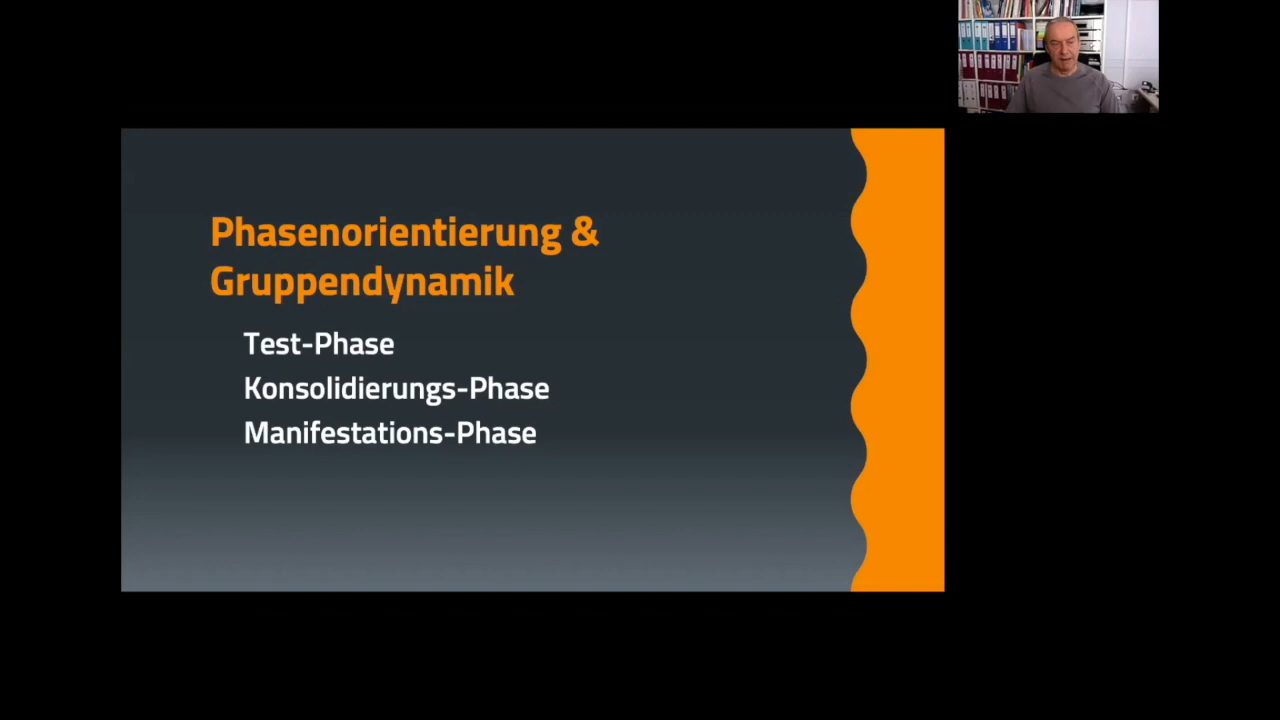 Phasenorientierung &
Gruppendynamik
Test-Phase
Konsolidierungs-Phase
Manifestations-Phase